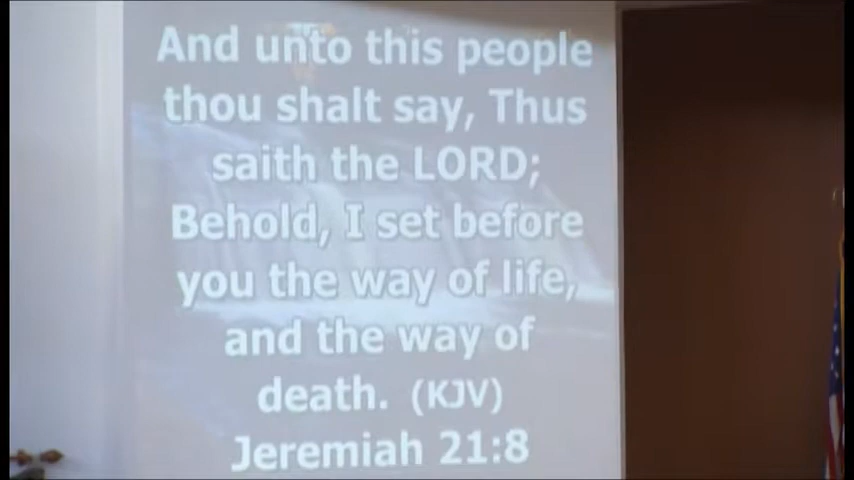 And unto this people
thou shalt say, Thus
saith the LORD;
Behold, I set before
you the way of life,
and the way of
death. (KJV)
Jeremiah 21:8